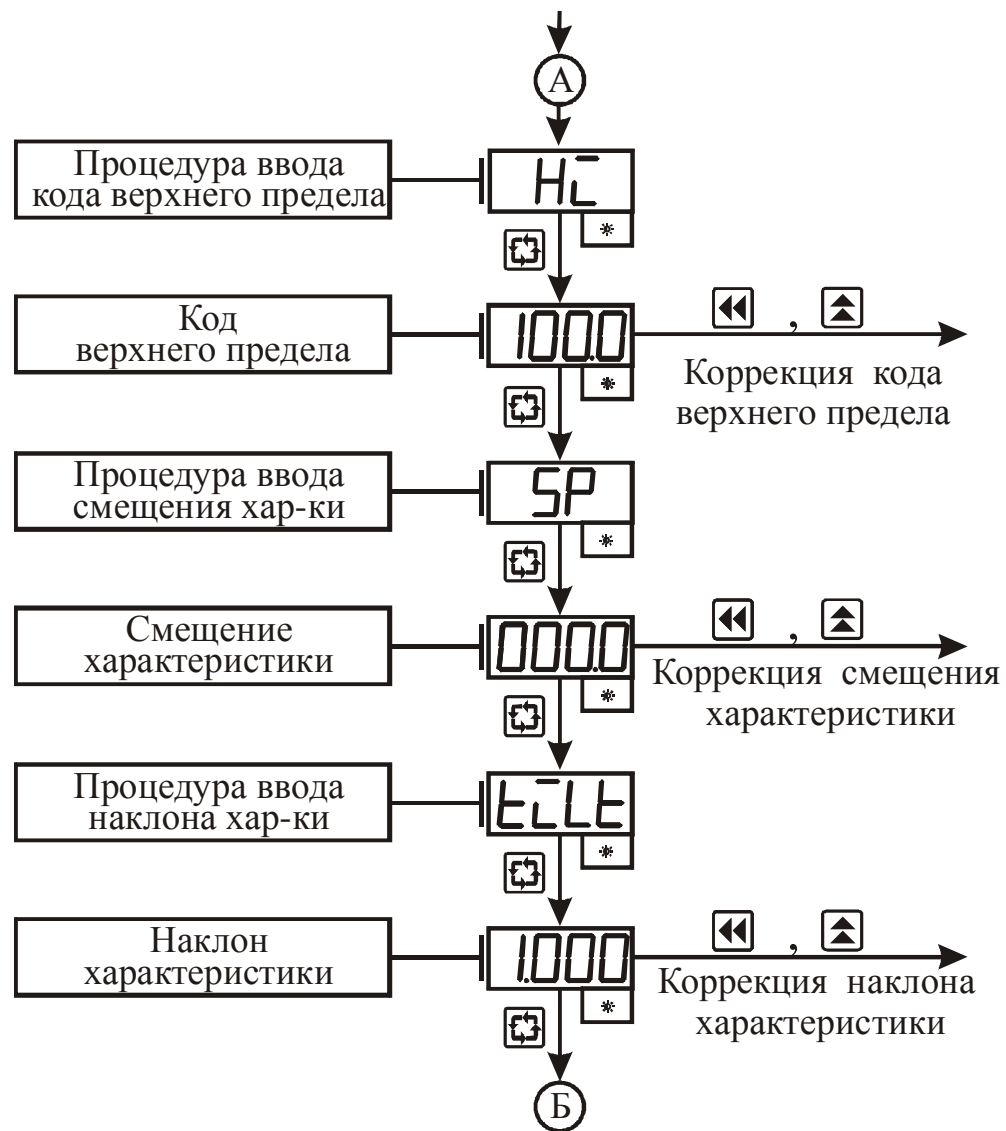 А
Процедура ввода
кода верхнего предела
Hi
Код
верхнего предела
100.0
,
Коррекция кода
верхнего предела
Процедура ввода
смещения хар-ки
SP
Смещение
характеристики
000.0
,
Коррекция смещения
характеристики
Процедура ввода
наклона хар-ки
tiLt
Наклон
характеристики
1.000
,
Коррекция наклона
характеристики
Б